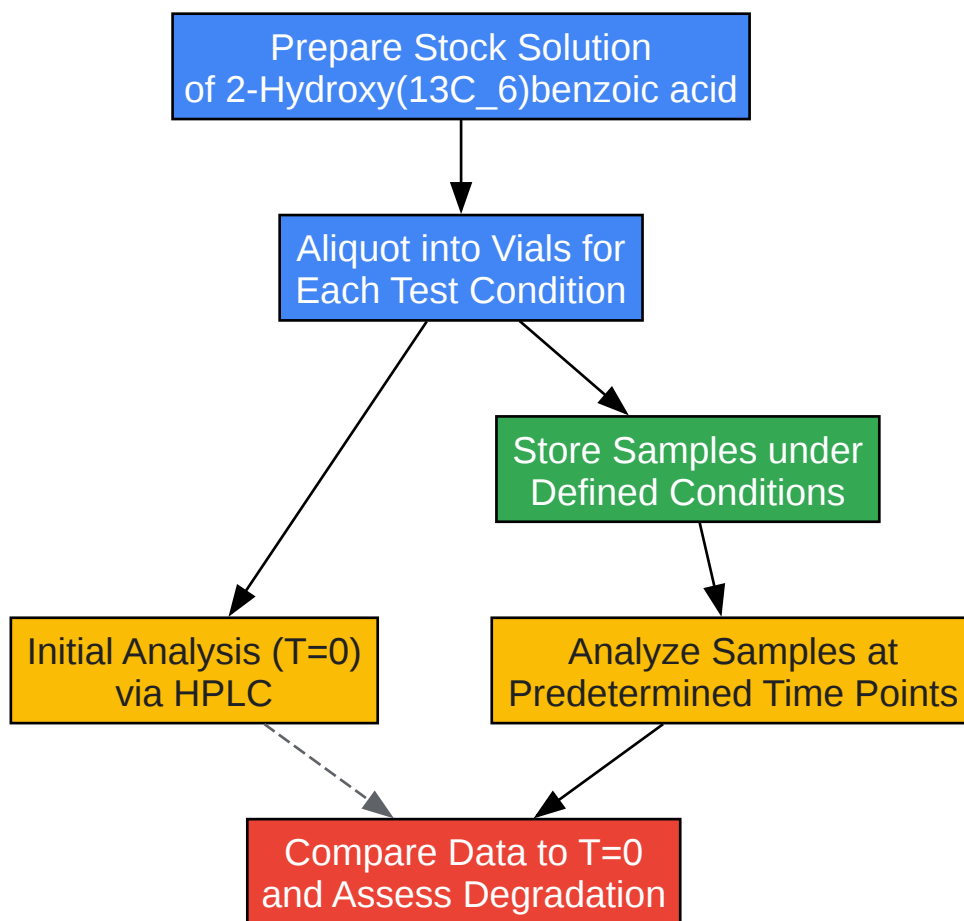 Prepare Stock Solution
of 2-Hydroxy(13C_6)benzoic acid
Aliquot into Vials for
Each Test Condition
Store Samples under
Defined Conditions
Initial Analysis (T=0)
via HPLC
Analyze Samples at
Predetermined Time Points
Compare Data to T=0
and Assess Degradation